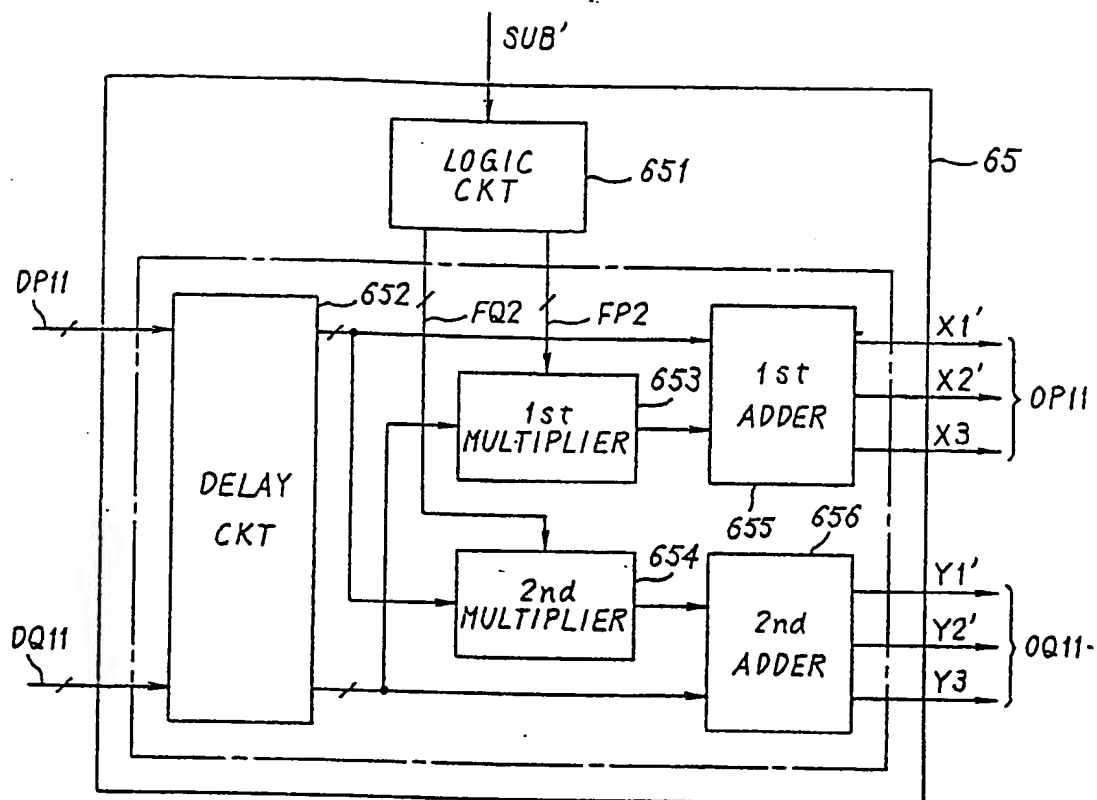 SUB'
LOGIC
CKT
651
65
DP11
652
FQ2
FP2
X1'
653
1st
MULTIPLIER
1st
ADDER
X2'
OP11
X3
DELAY
CKT
655
656
654
2nd
MULTIPLIER
Y1'
DQ11
2nd
ADDER
Y2'
OQ11
Y3